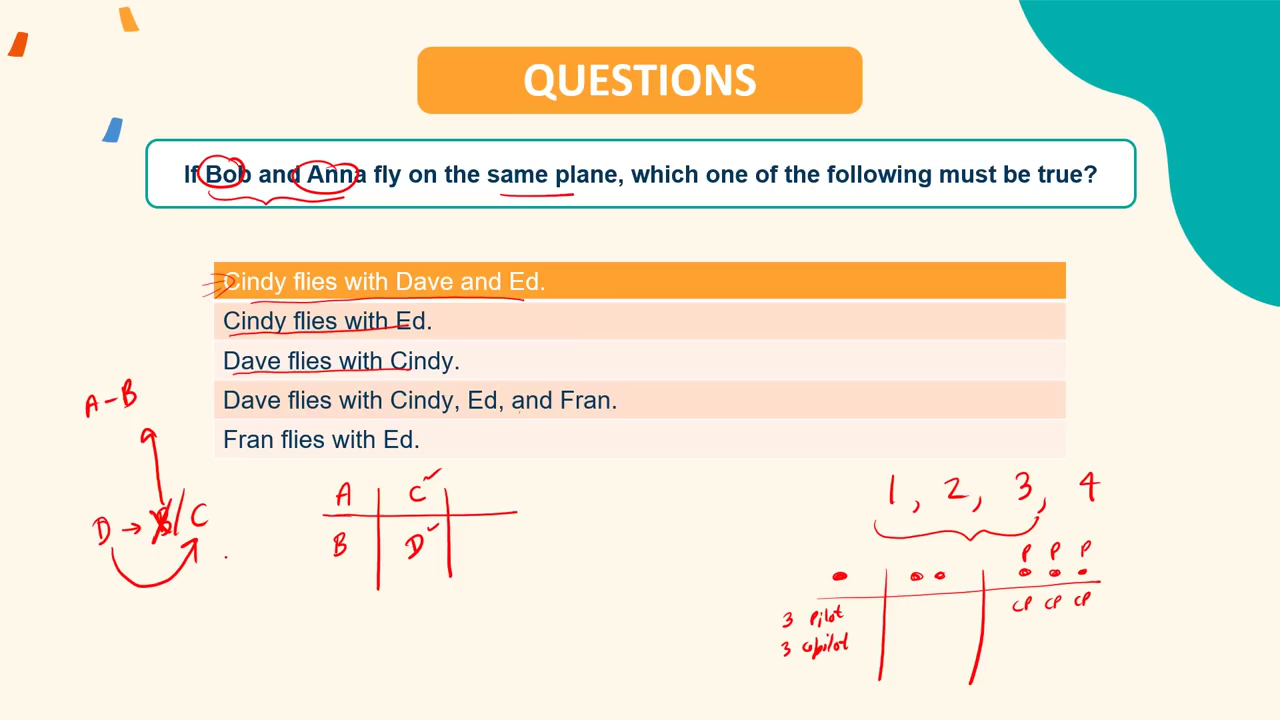 QUESTIONS
If Bob and Anna fly on the same plane, which one of the following must be true?
Cindy flies with Dave and Ed.
Cindy flies with Ed.
Dave flies with Cindy.
Dave flies with Cindy, Ed, and Fran.
Fran flies with Ed.
A-B
D → B/C
A C
B D
1, 2, 3, 4
P P P
CP CP CP
3 Pilot
3 copilot